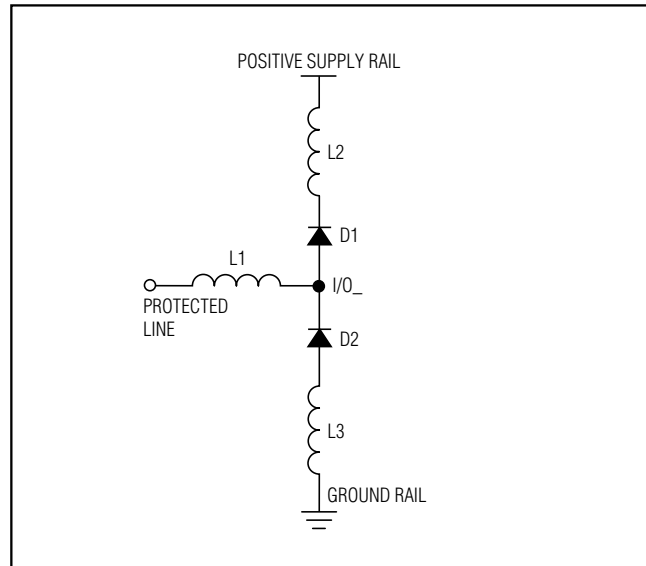 POSITIVE SUPPLY RAIL
L2
D1
L1
I/O_
PROTECTED
LINE
D2
L3
GROUND RAIL